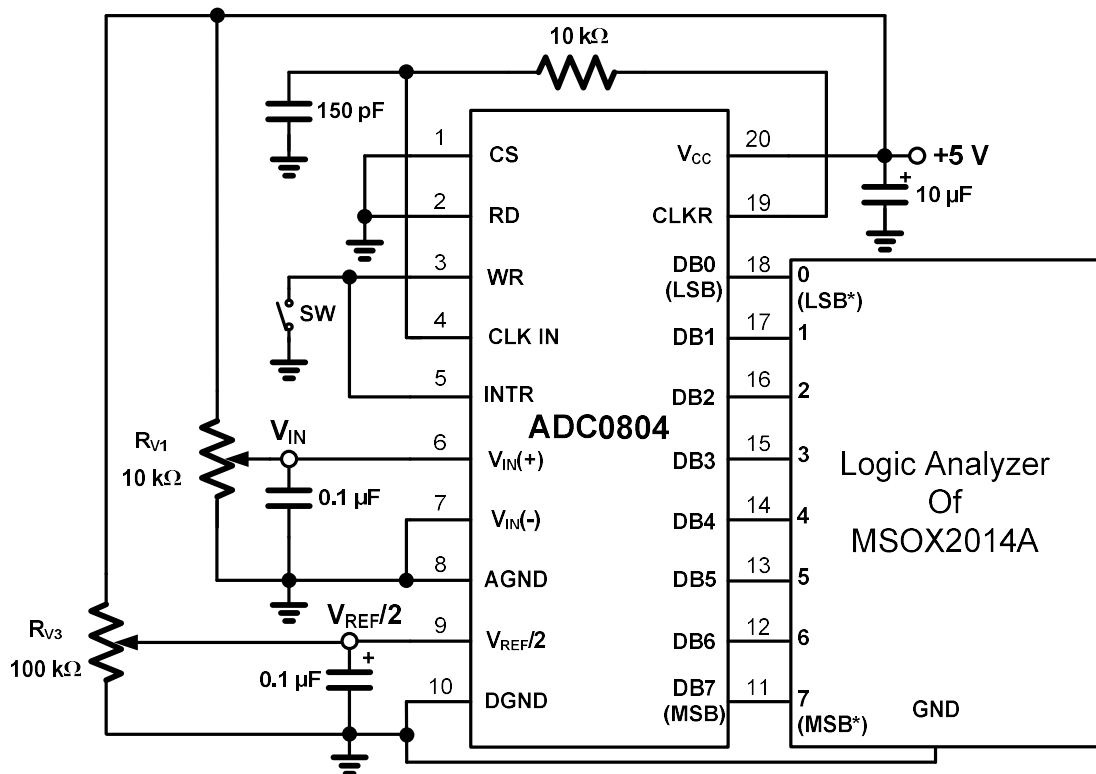 10 kΩ
150 pF
1
CS
20
VCC
+5 V
+
10 µF
2
RD
19
CLKR
3
WR
18
DB0
(LSB)
0
(LSB*)
SW
4
CLK IN
17
DB1
1
5
INTR
16
DB2
2
ADC0804
RV1
10 kΩ
VIN
6
VIN(+)
15
DB3
3
Logic Analyzer
Of
MSOX2014A
0.1 µF
7
VIN(-)
14
DB4
4
8
AGND
13
DB5
5
RV3
100 kΩ
VREF/2
9
VREF/2
12
DB6
6
+
0.1 µF
10
DGND
11
DB7
(MSB)
7
(MSB*)
GND